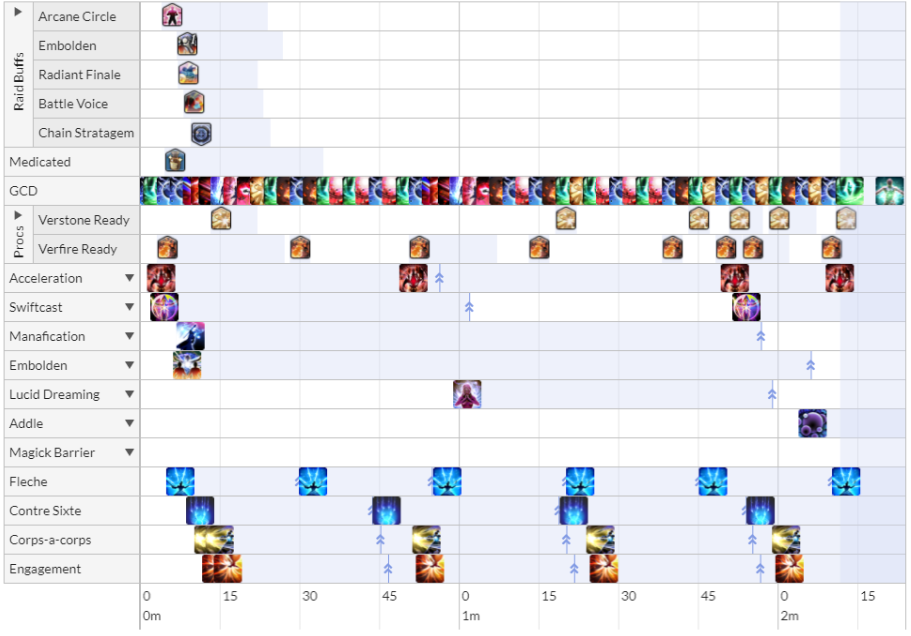 Raid Buffs
Arcane Circle
Embolden
Radiant Finale
Battle Voice
Chain Stratagem
Medicated
GCD
Procs
Verstone Ready
Verfire Ready
Acceleration
Swiftcast
Manafication
Embolden
Lucid Dreaming
Addle
Magick Barrier
Fleche
Contre Sixte
Corps-a-corps
Engagement
0 15 30 45 0 15 30 45 0 15
0m 1m 2m